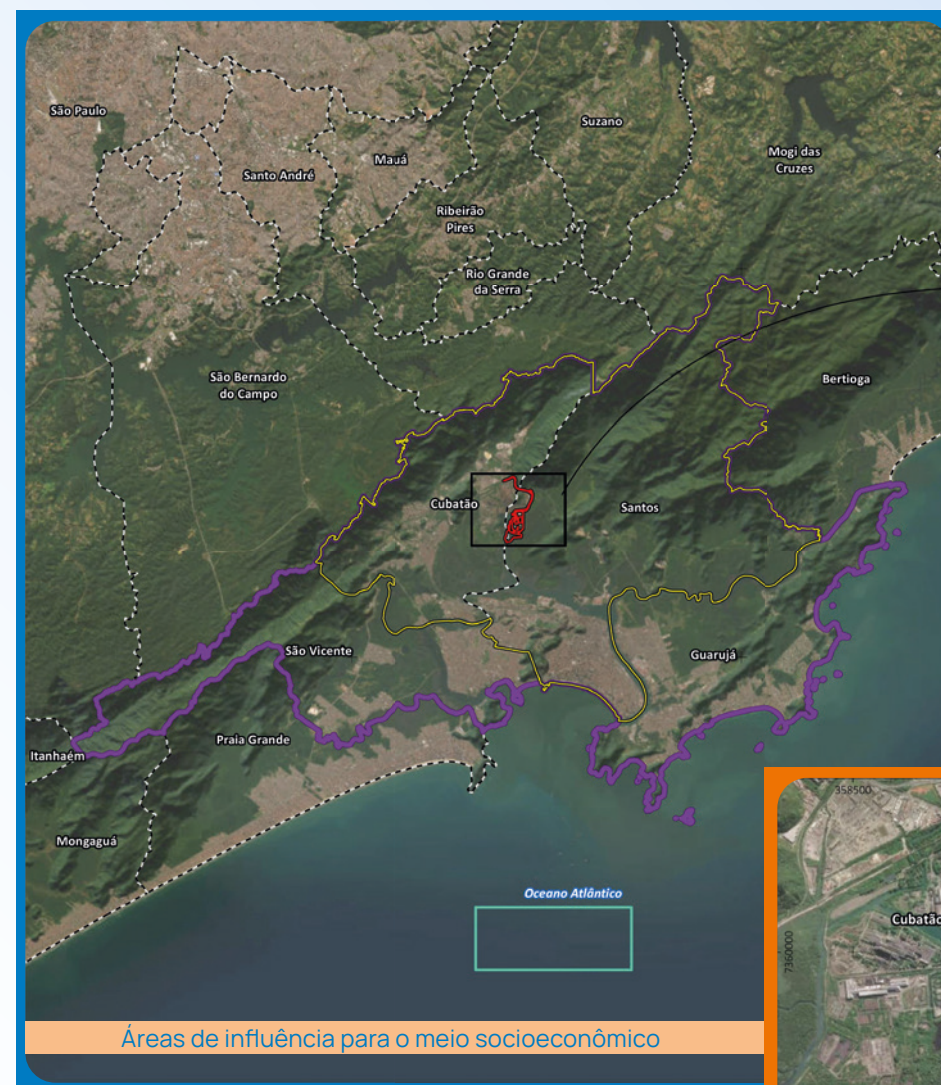 São Paulo
Suzano
Mauá
Mogi das
Cruzes
Santo André
Ribeirão
Pires
Rio Grande
da Serra
São Bernardo
do Campo
Bertioga
Cubatão
Santos
São Vicente
Guarujá
Praia Grande
Itanhaém
Mongaguá
Oceano Atlântico
358500
Cubatão
7360000
Áreas de influência para o meio socioeconômico